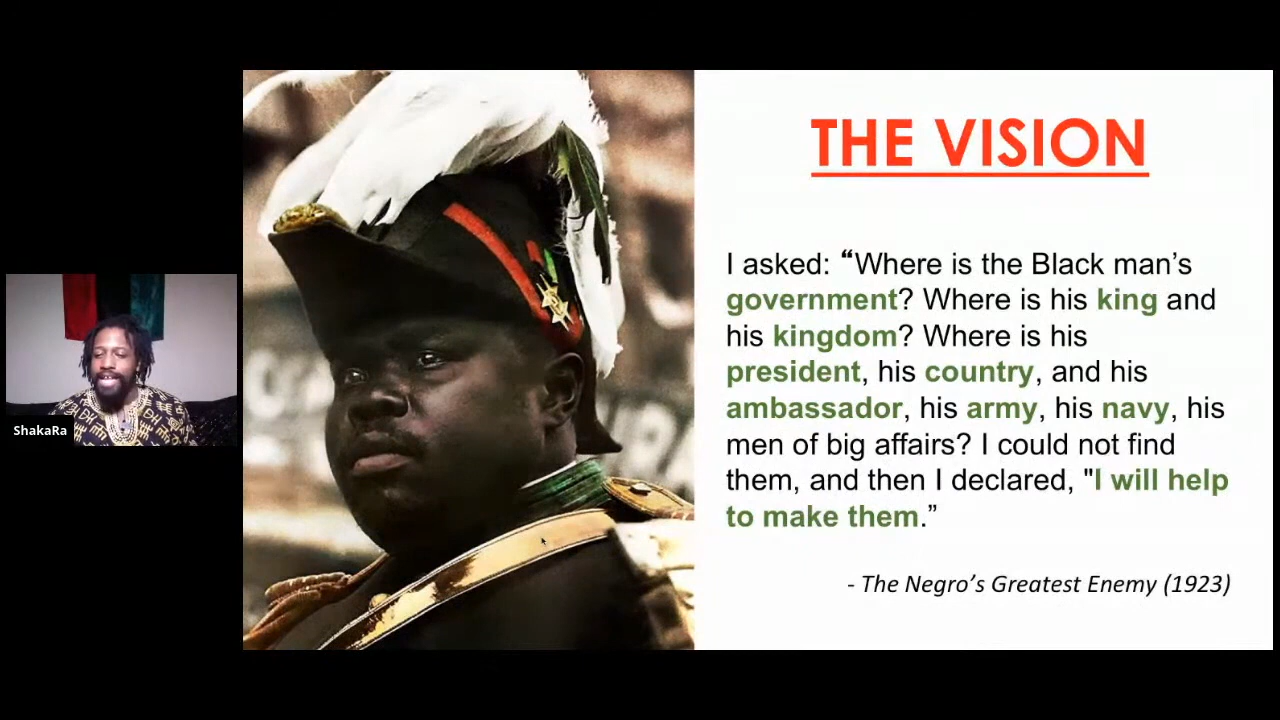 THE VISION
I asked: “Where is the Black man’s
government? Where is his king and
his kingdom? Where is his
president, his country, and his
ambassador, his army, his navy, his
men of big affairs? I could not find
them, and then I declared, "I will help
to make them.”
- The Negro’s Greatest Enemy (1923)
ShakaRa